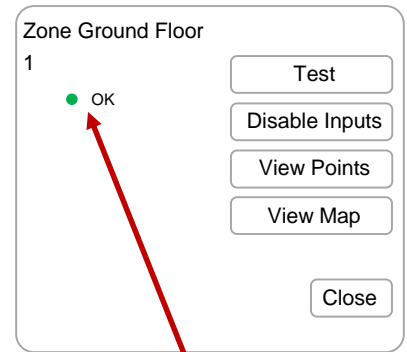 Zone Ground Floor
1
Test
OK
Disable Inputs
View Points
View Map
Close